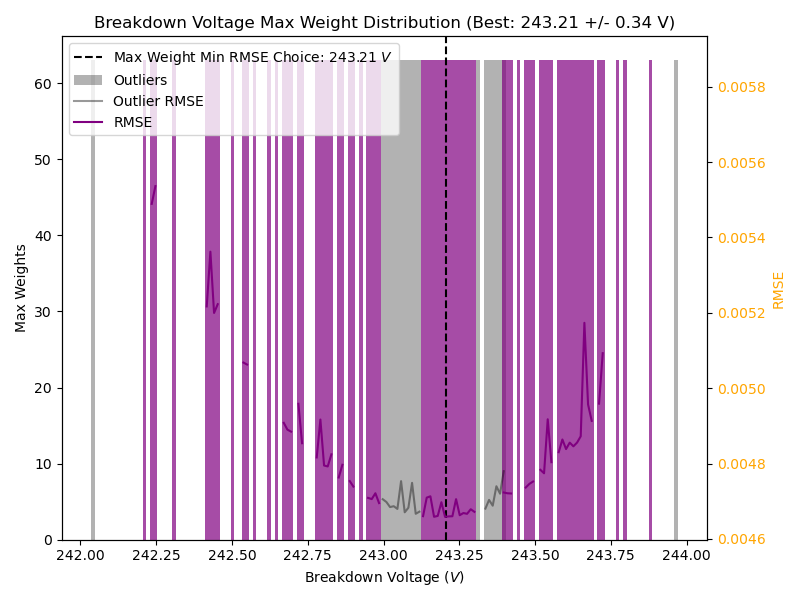 Breakdown Voltage Max Weight Distribution (Best: 243.21 +/- 0.34 V)
Max Weight Min RMSE Choice: 243.21 V
Outliers
Outlier RMSE
RMSE
Max Weights
60
50
40
30
20
10
0
0.0058
0.0056
0.0054
0.0052
0.0050
0.0048
0.0046
RMSE
242.00 242.25 242.50 242.75 243.00 243.25 243.50 243.75 244.00
Breakdown Voltage (V)